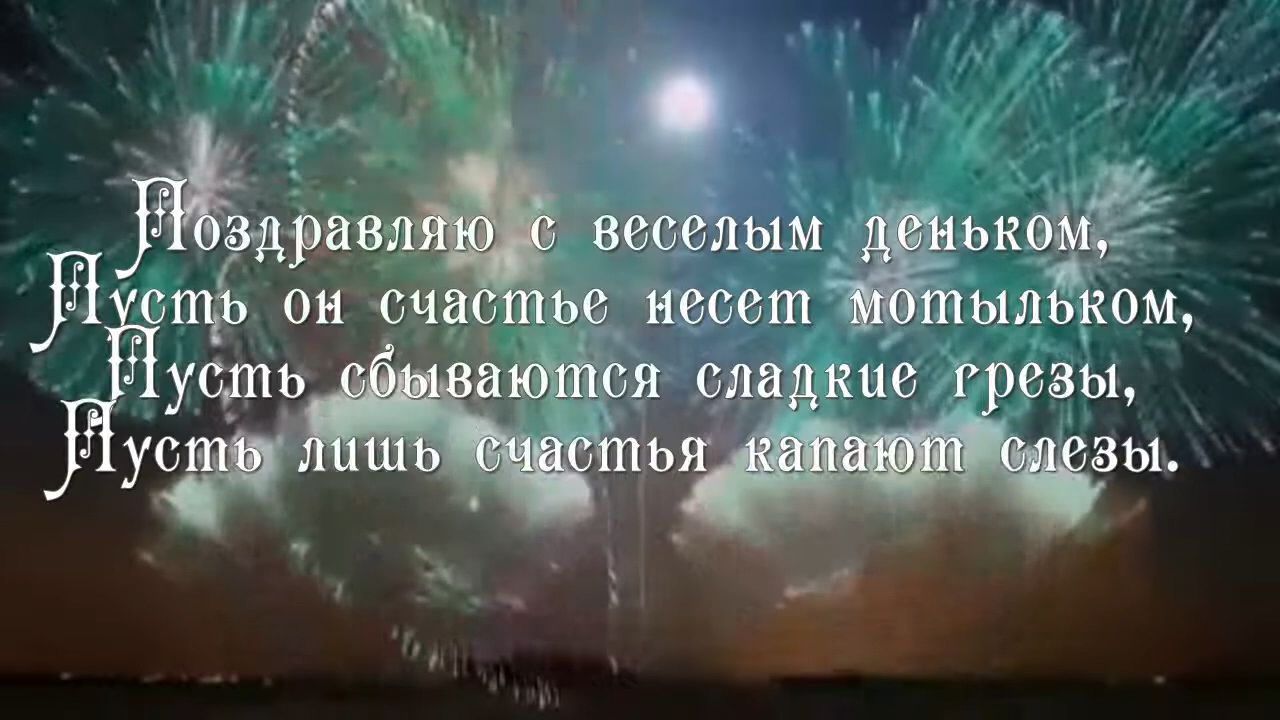 Поздравляю с веселым деньком,
Пусть он счастье несет мотыльком,
Пусть сбываются сладкие грезы,
Пусть лишь счастья капают слезы.